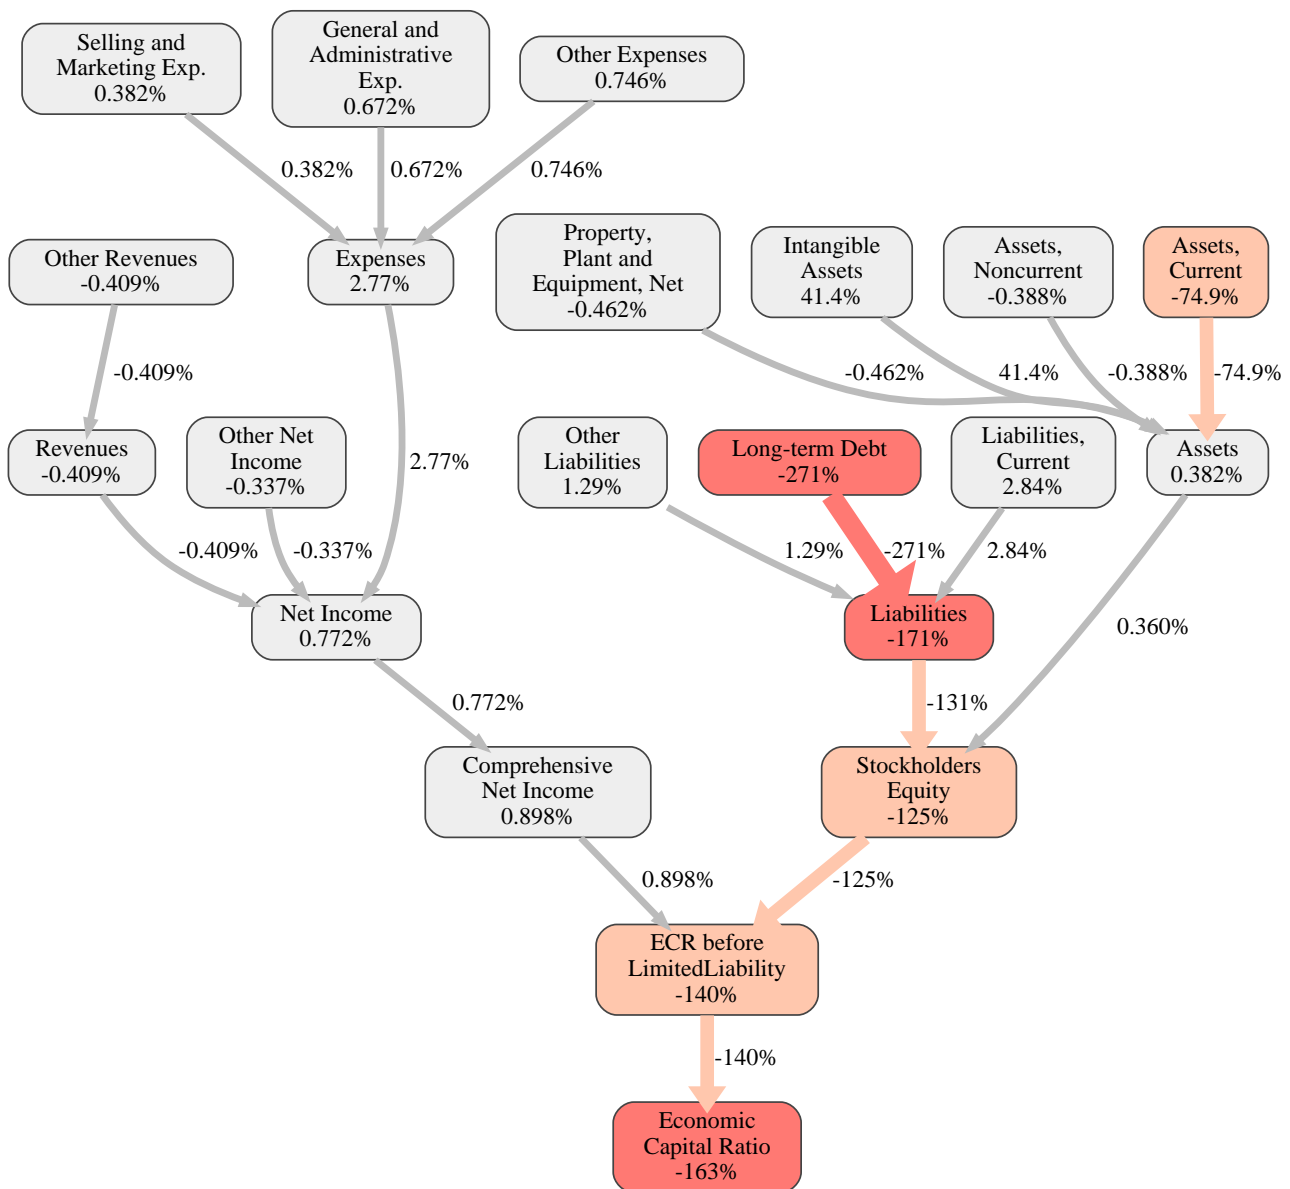 Selling and
Marketing Exp.
0.382%
General and
Administrative
Exp.
0.672%
Other Expenses
0.746%
0.382%
0.672%
0.746%
Other Revenues
-0.409%
Expenses
2.77%
Property,
Plant and
Equipment, Net
-0.462%
Intangible
Assets
41.4%
Assets,
Noncurrent
-0.388%
Assets,
Current
-74.9%
-0.409%
-0.462%
41.4%
-0.388%
-74.9%
Revenues
-0.409%
Other Net
Income
-0.337%
2.77%
Other
Liabilities
1.29%
Long-term Debt
-271%
Liabilities,
Current
2.84%
Assets
0.382%
-0.409%
-0.337%
1.29%
-271%
2.84%
Net Income
0.772%
Liabilities
-171%
0.360%
0.772%
-131%
Comprehensive
Net Income
0.898%
Stockholders
Equity
-125%
0.898%
-125%
ECR before
LimitedLiability
-140%
-140%
Economic
Capital Ratio
-163%